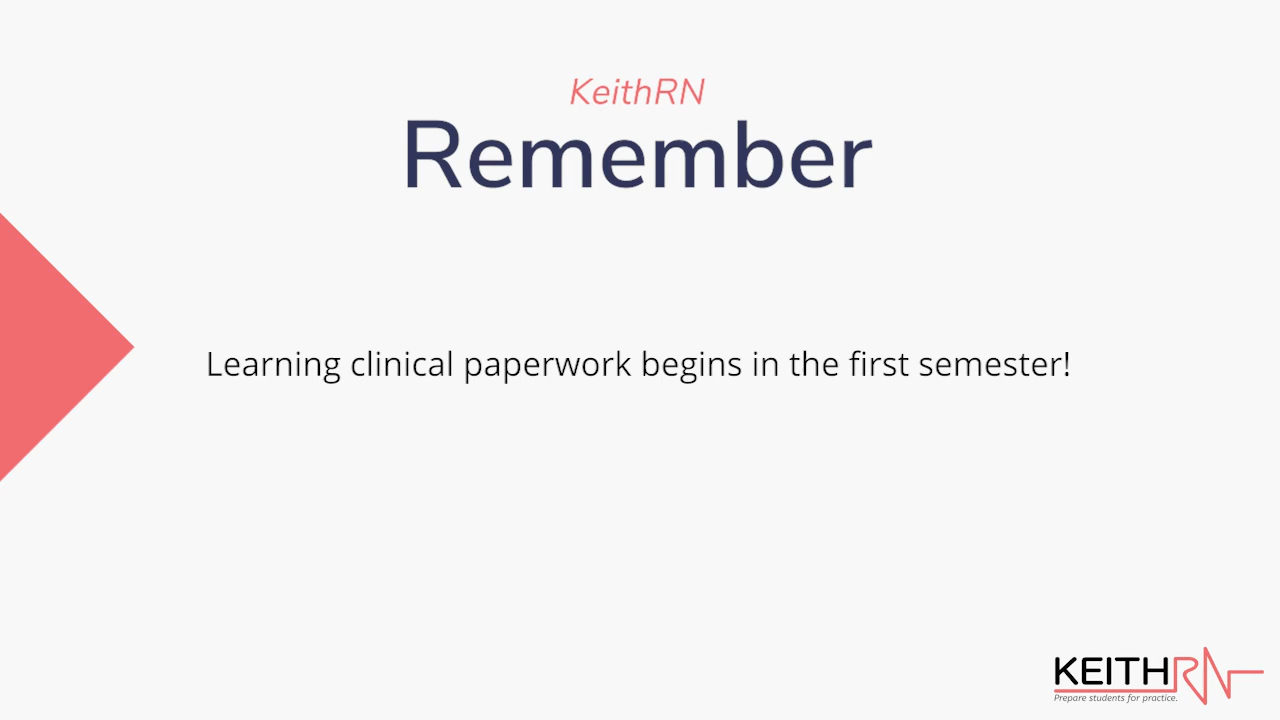 KeithRN
Remember
Learning clinical paperwork begins in the first semester!
KEITHRN
Prepare students for practice.